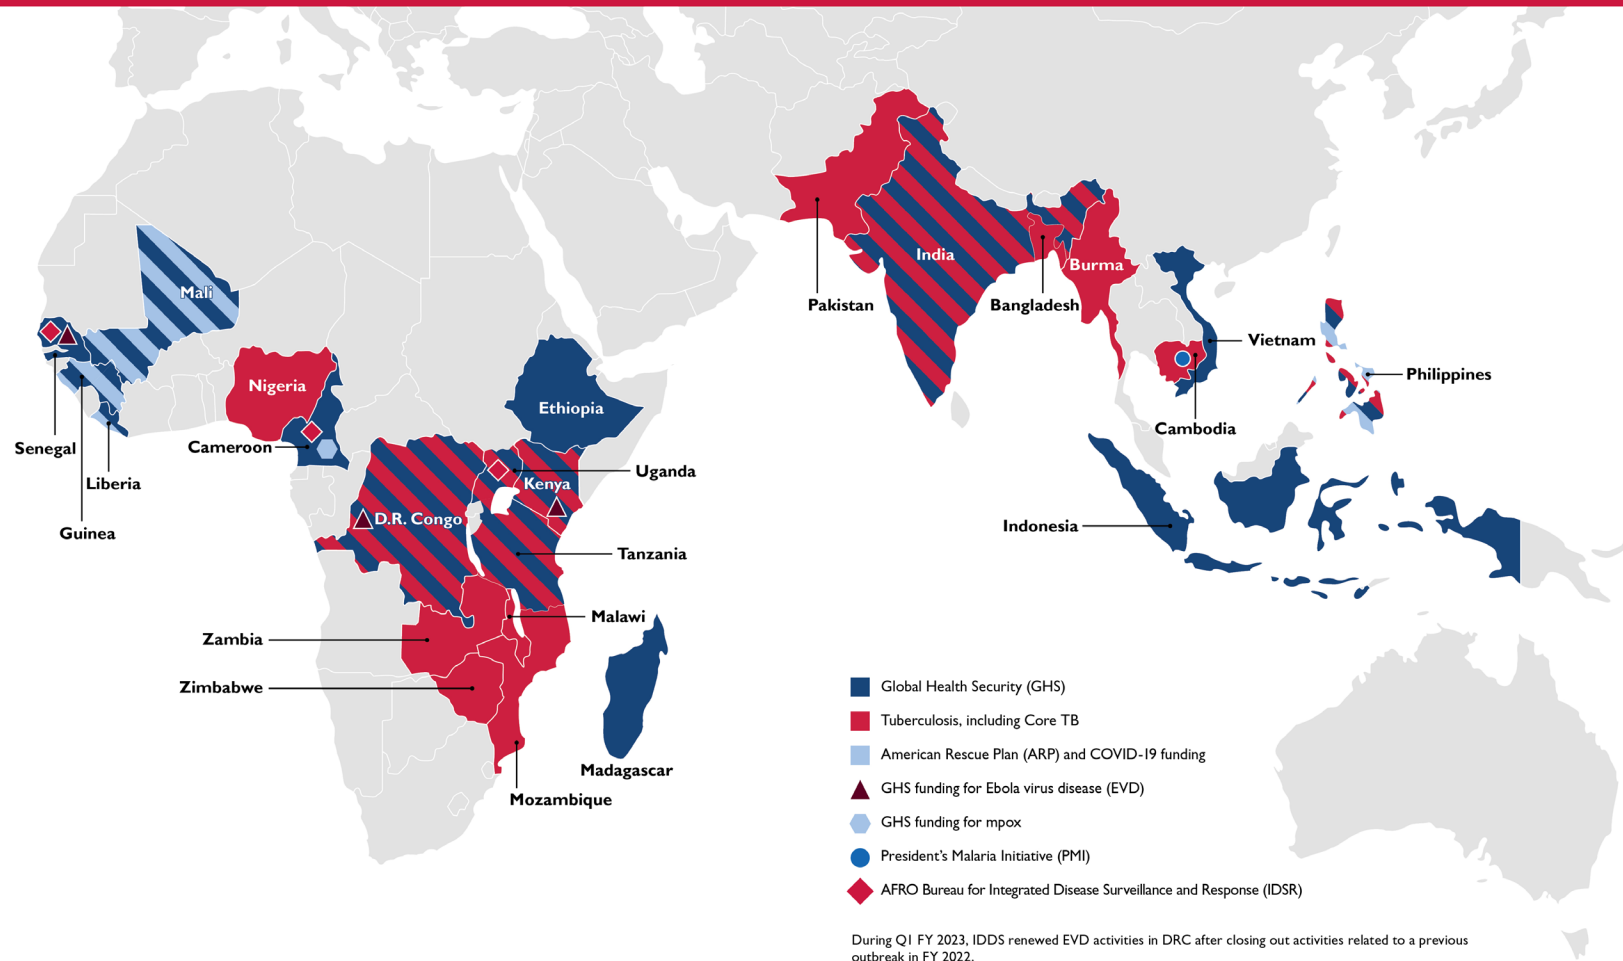 Mali
India
Burma
Pakistan
Bangladesh
Vietnam
Nigeria
Philippines
Ethiopia
Cambodia
Senegal
Cameroon
Liberia
Uganda
Kenya
D.R. Congo
Guinea
Indonesia
Tanzania
Malawi
Zambia
Zimbabwe
Madagascar
Mozambique
Global Health Security (GHS)
Tuberculosis, including Core TB
American Rescue Plan (ARP) and COVID-19 funding
GHS funding for Ebola virus disease (EVD)
GHS funding for mpox
President's Malaria Initiative (PMI)
AFRO Bureau for Integrated Disease Surveillance and Response (IDSR)
During Q1 FY 2023, IDDS renewed EVD activities in DRC after closing out activities related to a previous
outbreak in FY 2022.